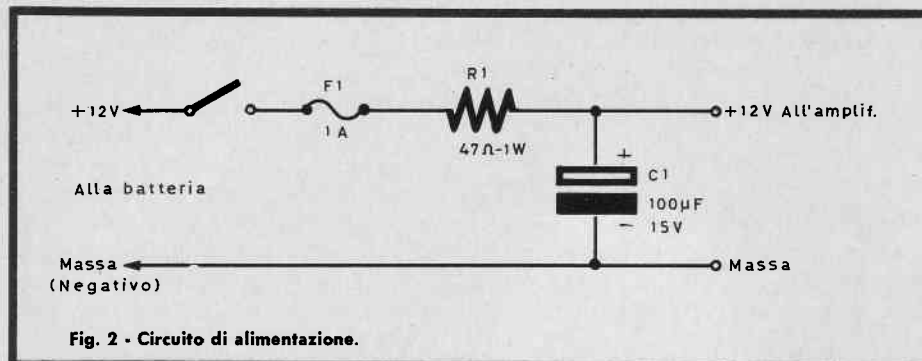 F1
R1
+12V
1 A
+12V All'amplif.
47Ω-1W
+
C1
Alla batteria
100µF
15V
−
Massa
(Negativo)
Massa
Fig. 2 - Circuito di alimentazione.